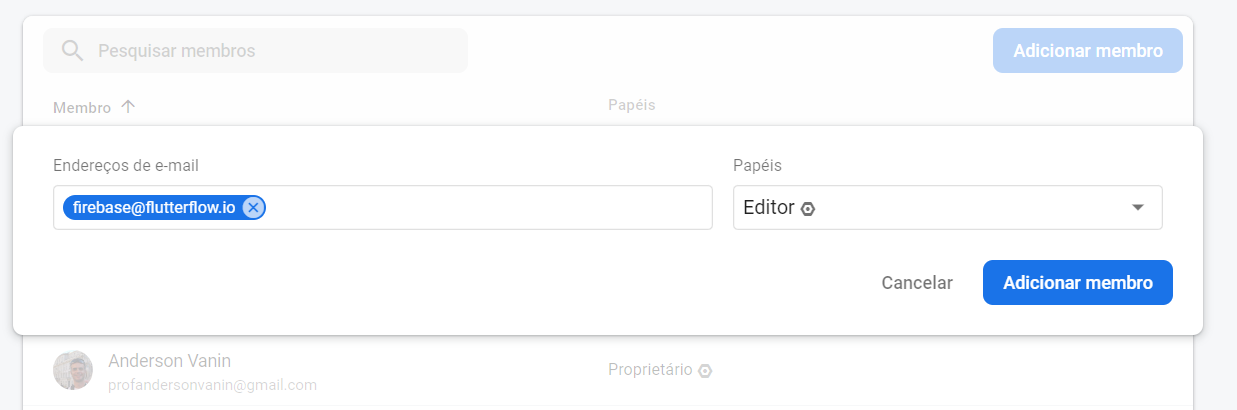 Pesquisar membros
Adicionar membro
Membro
Papéis
Endereços de e-mail
Papéis
firebase@flutterflow.io
Editor
Cancelar
Adicionar membro
Anderson Vanin
Proprietário
profandersonvanin@gmail.com